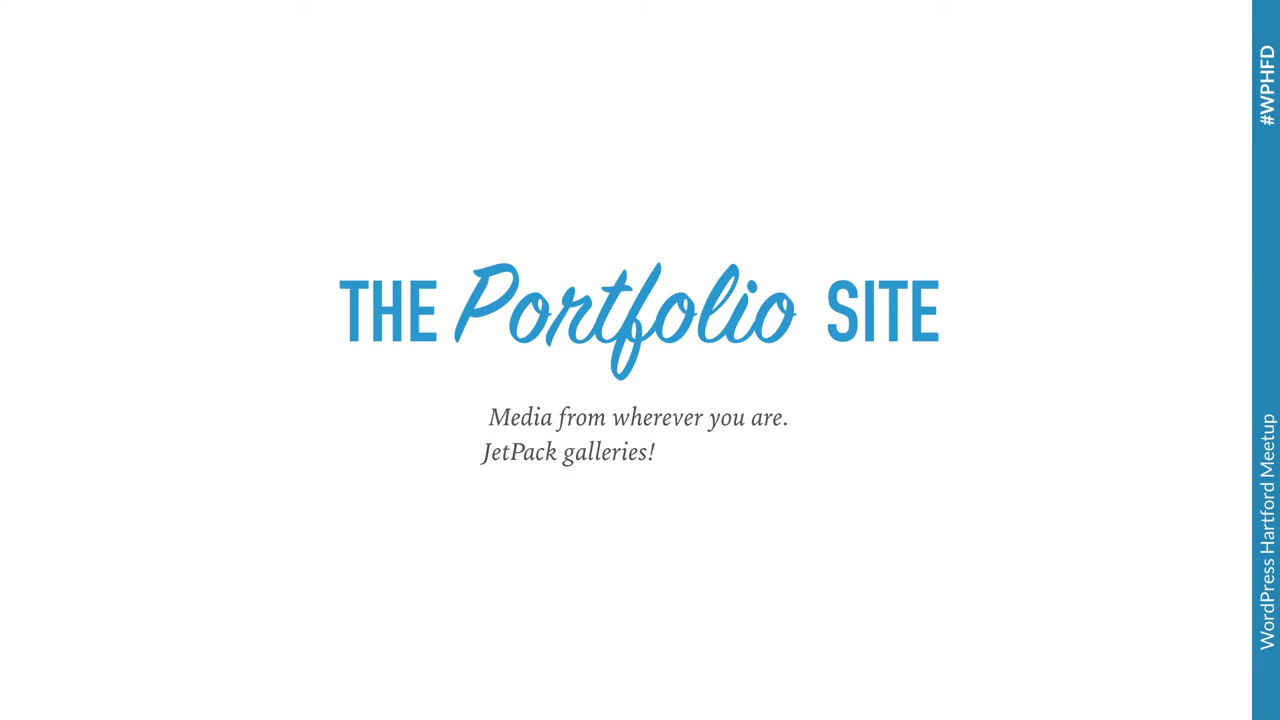 THE Portfolio SITE
Media from wherever you are.
JetPack galleries!
#WPHFD
WordPress Hartford Meetup